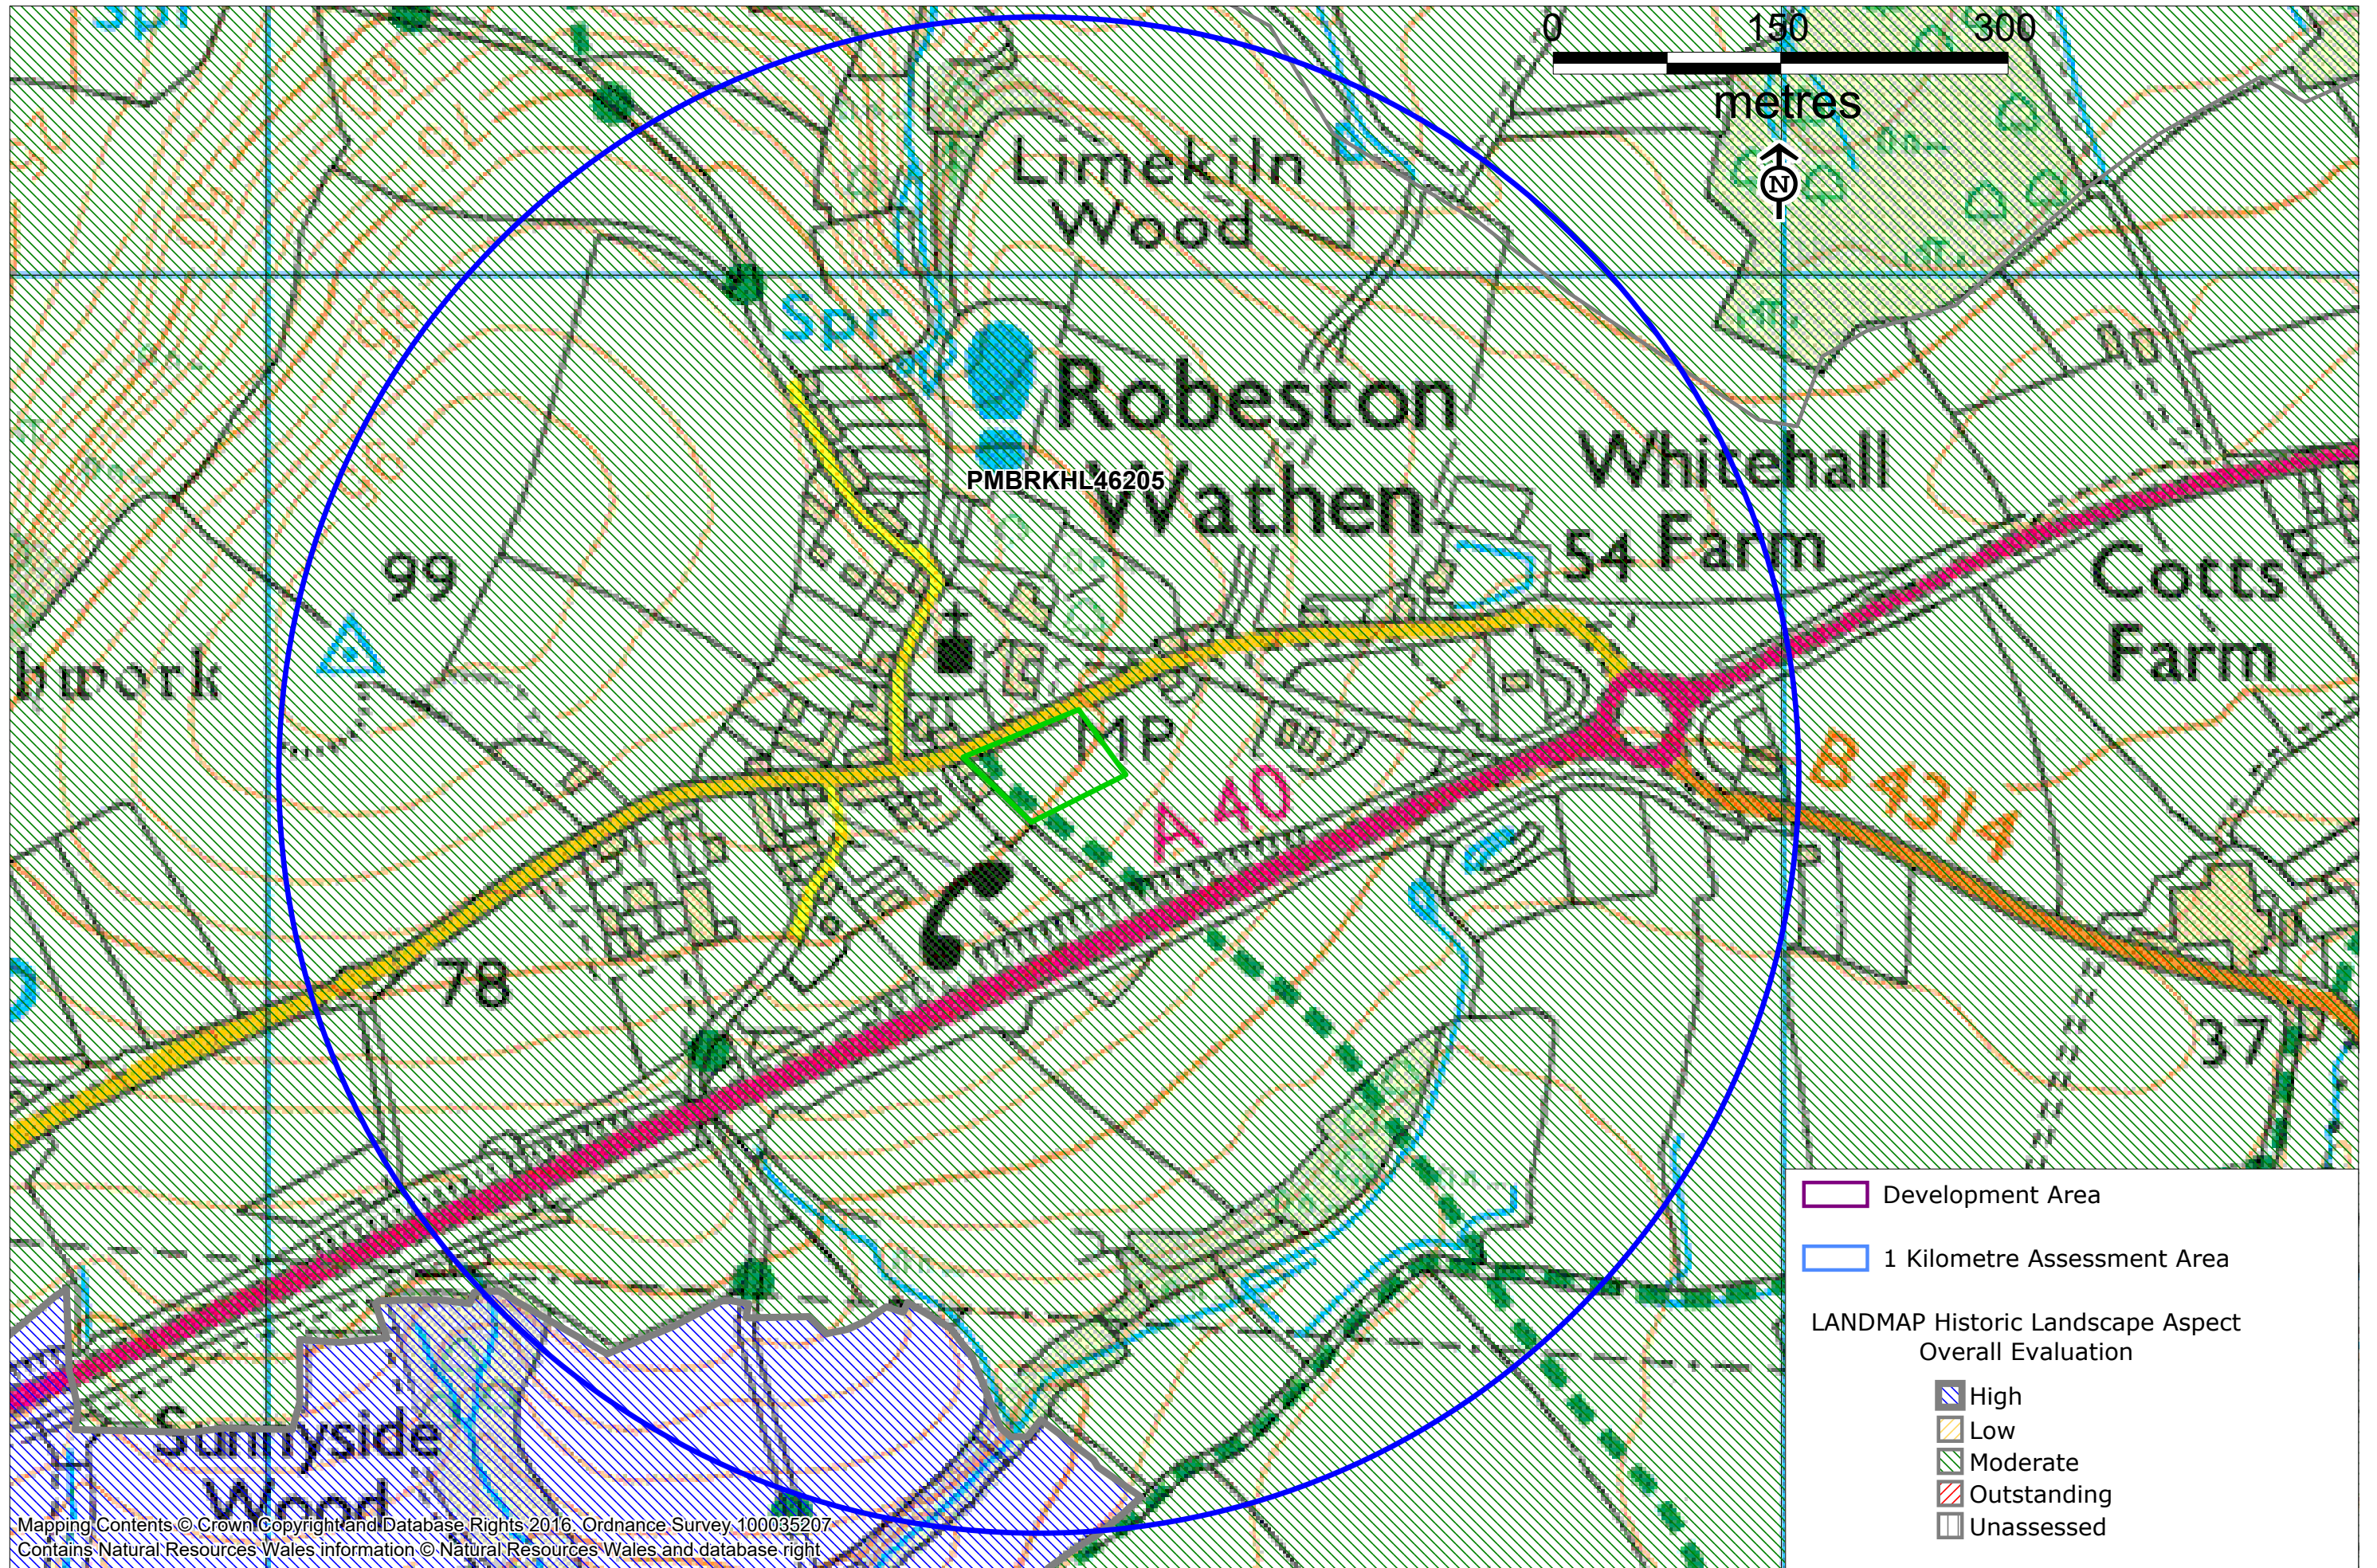 Spr
0 150 300
metres
N
Limekiln
Wood
Spr
Robeston
Wathen
PMBRKHL46205
Whitehall
54 Farm
99
Cotts
Farm
hwork
MP
A 40
B 4314
78
37
Sunnyside
Wood
Development Area
1 Kilometre Assessment Area
LANDMAP Historic Landscape Aspect
Overall Evaluation
High
Low
Moderate
Outstanding
Unassessed
Mapping Contents © Crown Copyright and Database Rights 2016. Ordnance Survey 100035207
Contains Natural Resources Wales information © Natural Resources Wales and database right